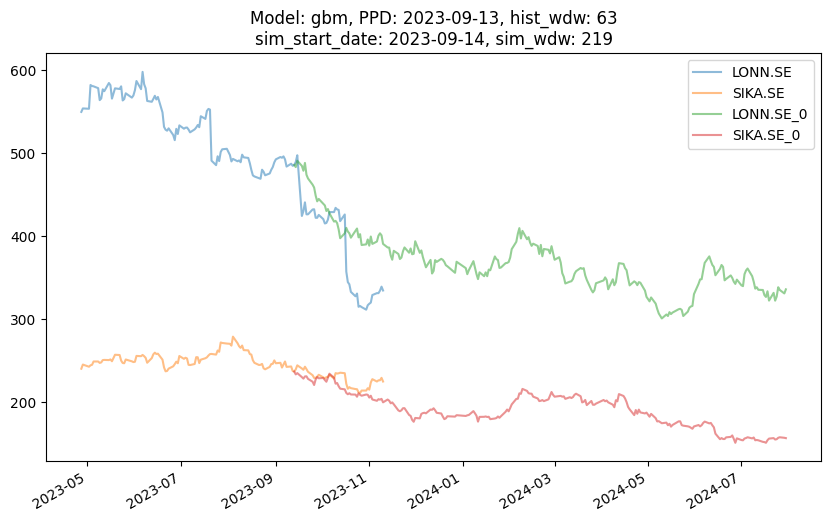 Model: gbm, PPD: 2023-09-13, hist_wdw: 63
sim_start_date: 2023-09-14, sim_wdw: 219
LONN.SE
SIKA.SE
LONN.SE_0
SIKA.SE_0
600
500
400
300
200
2023-05
2023-07
2023-09
2023-11
2024-01
2024-03
2024-05
2024-07